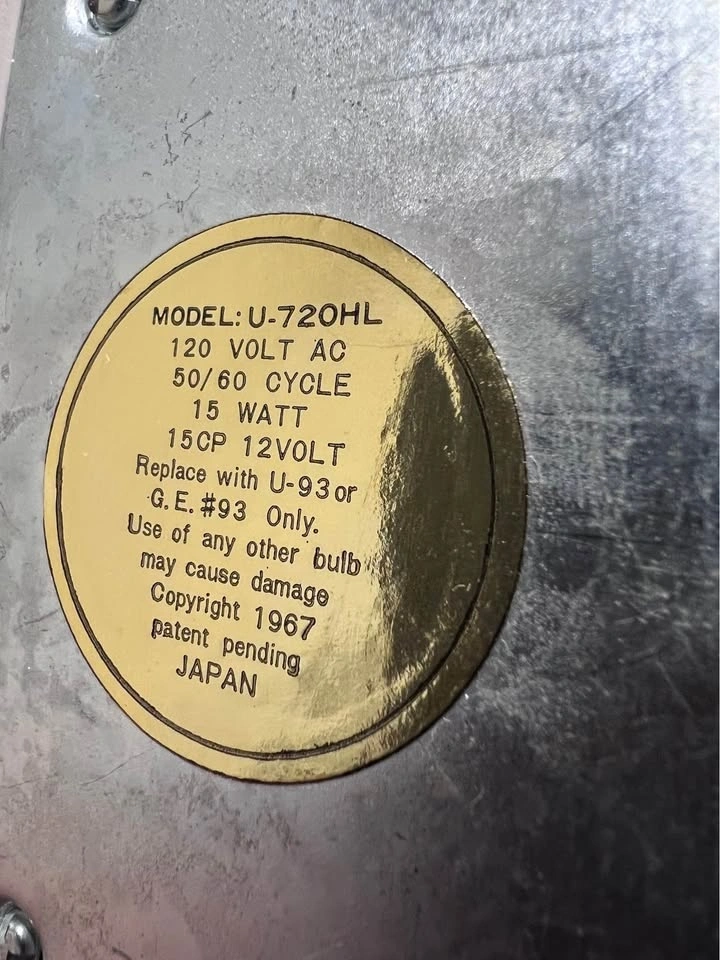 MODEL: U-720HL
120 VOLT AC
50/60 CYCLE
15 WATT
15CP 12VOLT
Replace with U-93 or
G.E. #93 Only.
Use of any other bulb
may cause damage
Copyright 1967
patent pending
JAPAN